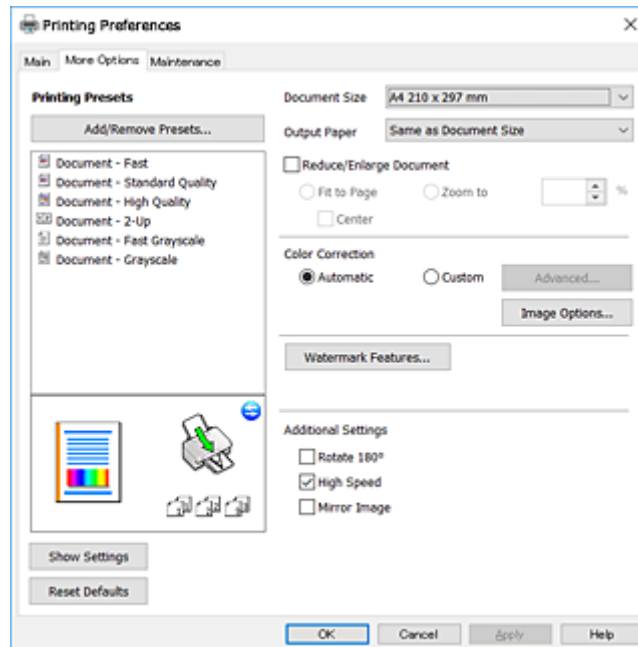 Printing Preferences
Main
More Options
Maintenance
Printing Presets
Add/Remove Presets...
Document - Fast
Document - Standard Quality
Document - High Quality
Document - 2-Up
Document - Fast Grayscale
Document - Grayscale
Show Settings
Reset Defaults
Document Size
A4 210 x 297 mm
Output Paper
Same as Document Size
Reduce/Enlarge Document
Fit to Page
Zoom to
%
Center
Color Correction
Automatic
Custom
Advanced...
Image Options...
Watermark Features...
Additional Settings
Rotate 180°
High Speed
Mirror Image
OK
Cancel
Apply
Help